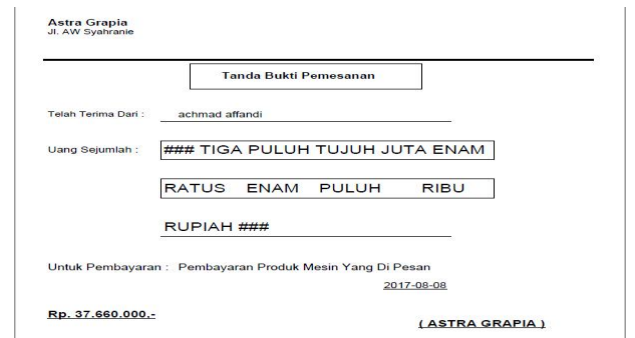 Astra Grapia
Jl. AW Syahranie
Tanda Bukti Pemesanan
Telah Terima Dari : achmad affandi
Uang Sejumlah : ### TIGA PULUH TUJUH JUTA ENAM
RATUS ENAM PULUH RIBU
RUPIAH ###
Untuk Pembayaran : Pembayaran Produk Mesin Yang Di Pesan
2017-08-08
Rp. 37.660.000,-
( ASTRA GRAPIA )